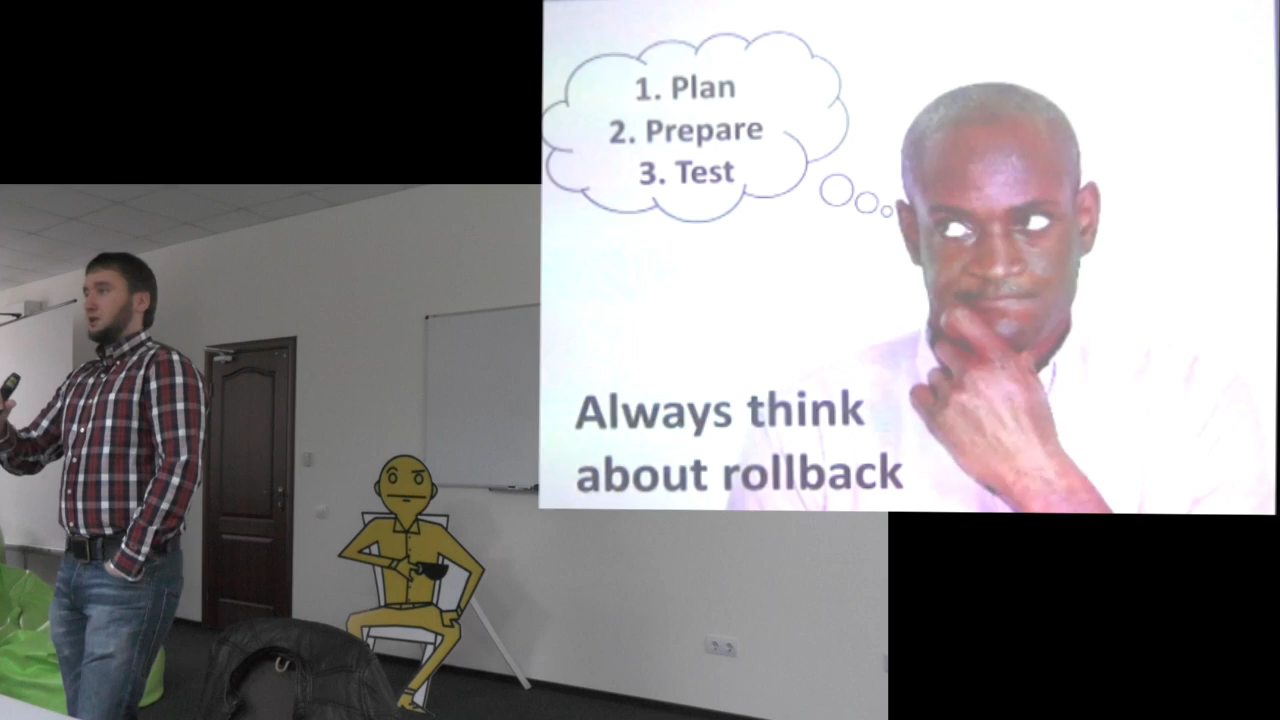 1. Plan
2. Prepare
3. Test
Always think
about rollback